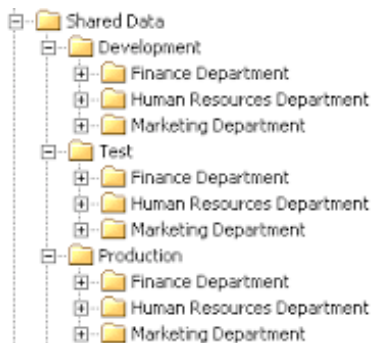 Shared Data
Development
Finance Department
Human Resources Department
Marketing Department
Test
Finance Department
Human Resources Department
Marketing Department
Production
Finance Department
Human Resources Department
Marketing Department